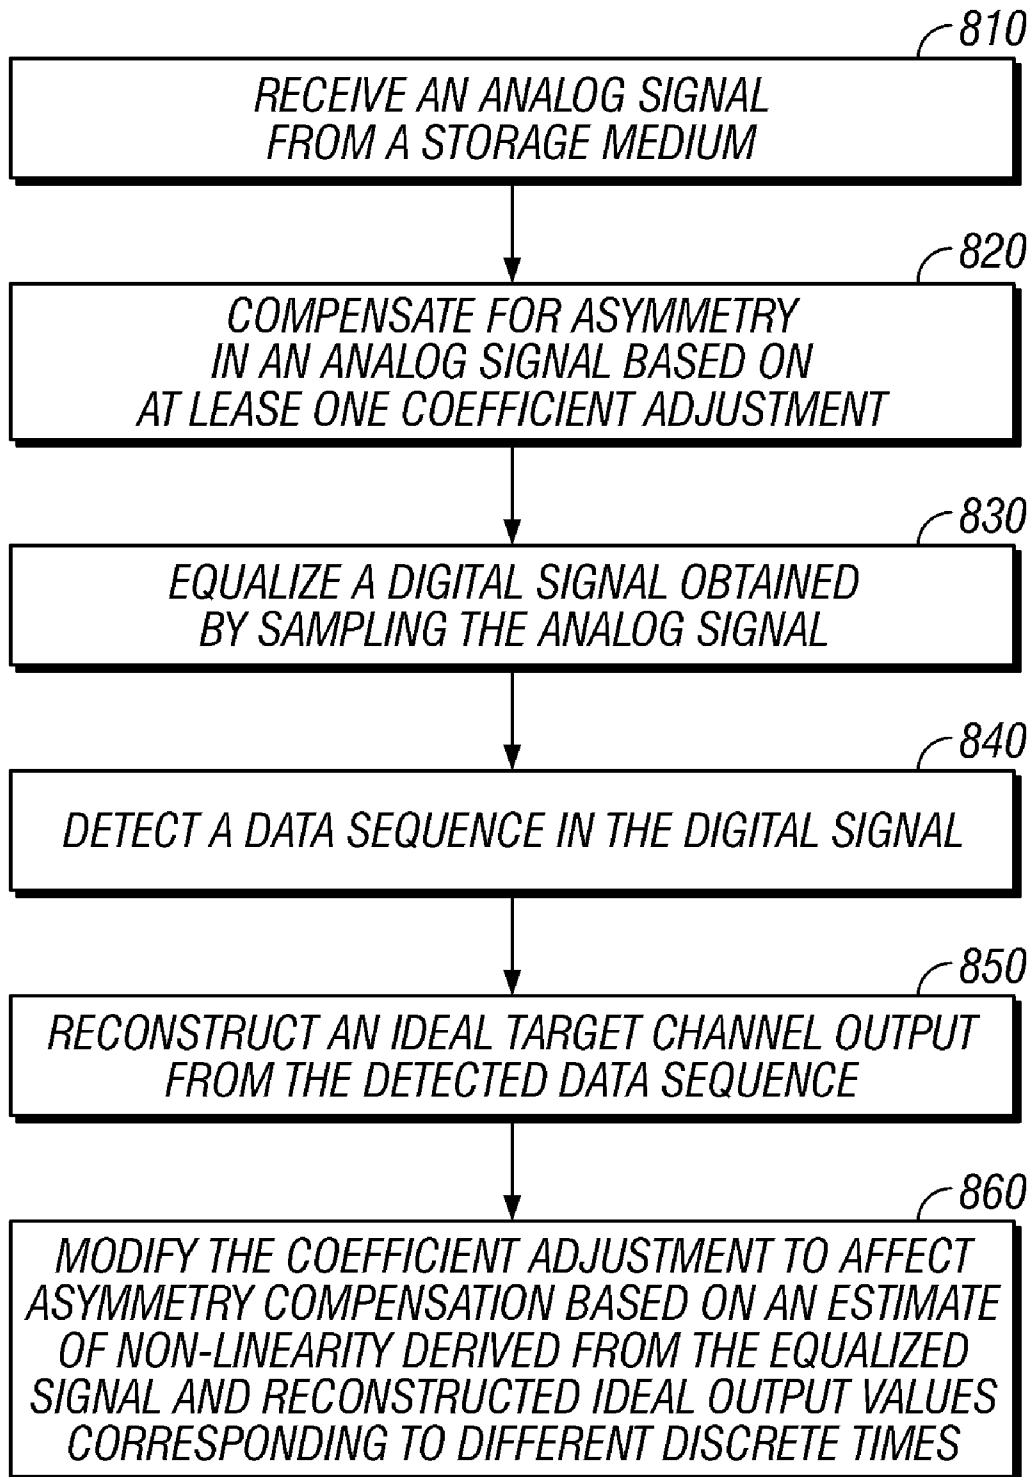 810
RECEIVE AN ANALOG SIGNAL
FROM A STORAGE MEDIUM
820
COMPENSATE FOR ASYMMETRY
IN AN ANALOG SIGNAL BASED ON
AT LEASE ONE COEFFICIENT ADJUSTMENT
830
EQUALIZE A DIGITAL SIGNAL OBTAINED
BY SAMPLING THE ANALOG SIGNAL
840
DETECT A DATA SEQUENCE IN THE DIGITAL SIGNAL
850
RECONSTRUCT AN IDEAL TARGET CHANNEL OUTPUT
FROM THE DETECTED DATA SEQUENCE
860
MODIFY THE COEFFICIENT ADJUSTMENT TO AFFECT
ASYMMETRY COMPENSATION BASED ON AN ESTIMATE
OF NON-LINEARITY DERIVED FROM THE EQUALIZED
SIGNAL AND RECONSTRUCTED IDEAL OUTPUT VALUES
CORRESPONDING TO DIFFERENT DISCRETE TIMES